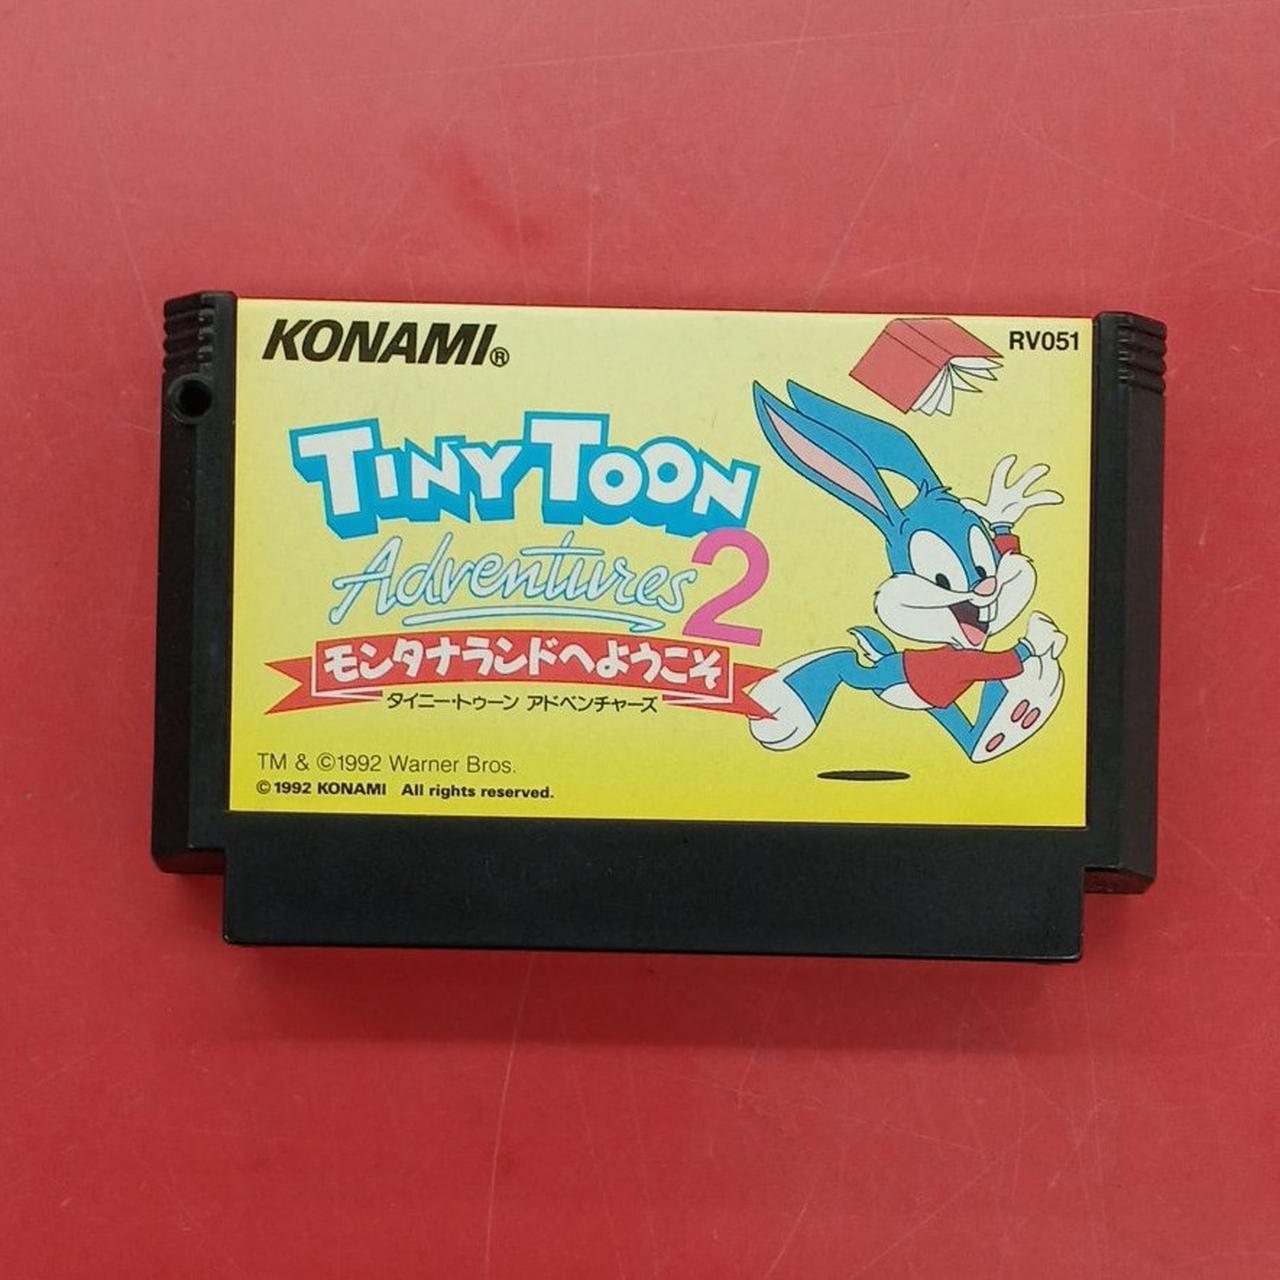 KONAMI®
RV051
TINY TOON
Adventures 2
モンタナランドへようこそ
タイニー・トゥーン アドベンチャーズ
TM & ©1992 Warner Bros.
©1992 KONAMI All rights reserved.